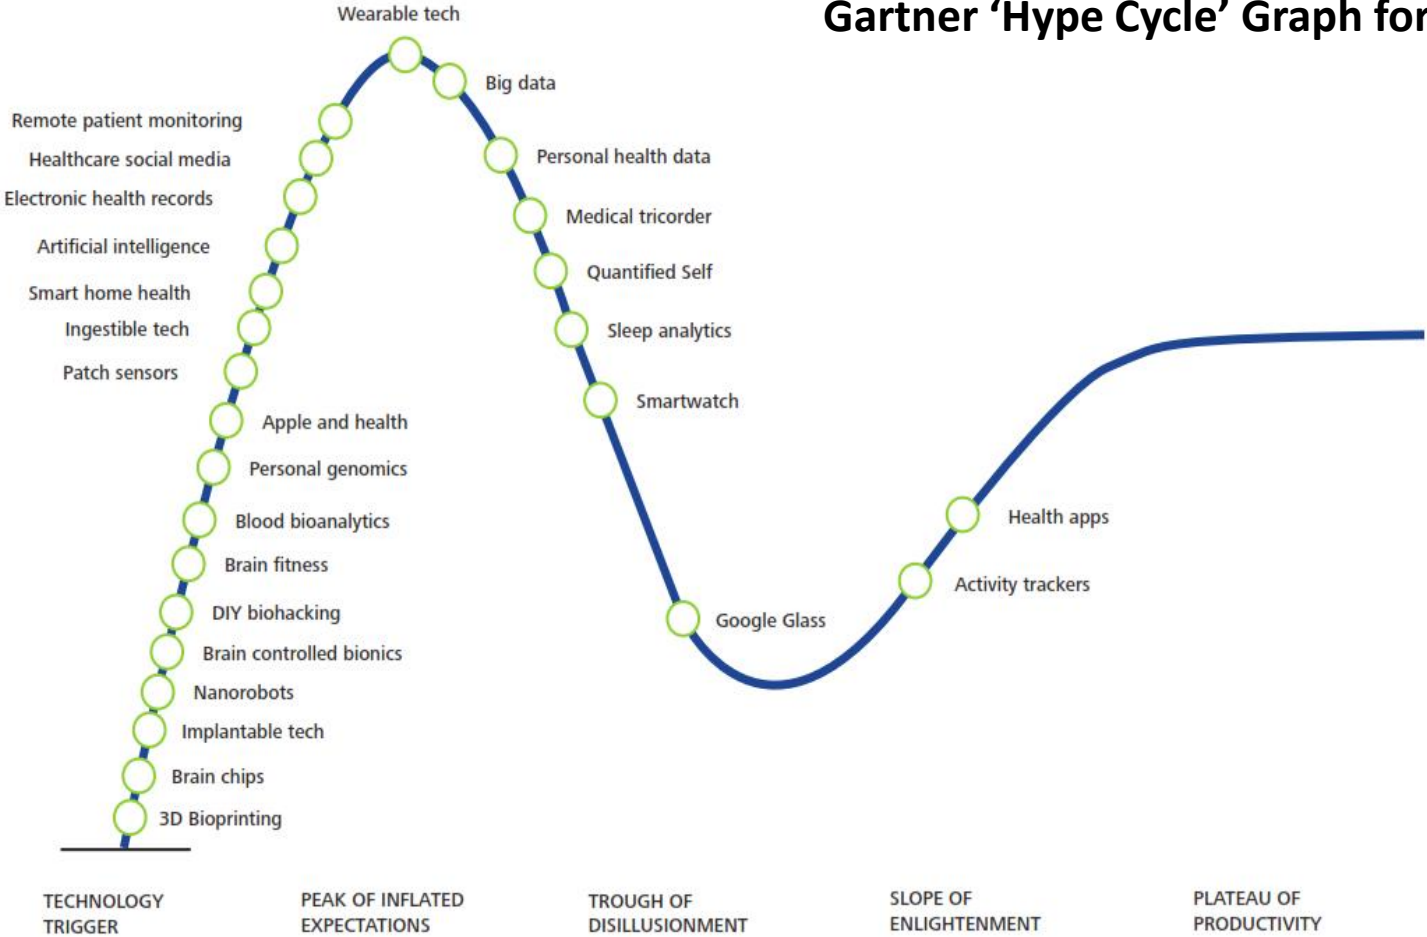 Gartner ‘Hype Cycle’ Graph for
Wearable tech
Big data
Remote patient monitoring
Healthcare social media
Personal health data
Electronic health records
Medical tricorder
Artificial intelligence
Quantified Self
Smart home health
Ingestible tech
Sleep analytics
Patch sensors
Smartwatch
Apple and health
Personal genomics
Blood bioanalytics
Health apps
Brain fitness
Activity trackers
DIY biohacking
Google Glass
Brain controlled bionics
Nanorobots
Implantable tech
Brain chips
3D Bioprinting
TECHNOLOGY
TRIGGER
PEAK OF INFLATED
EXPECTATIONS
TROUGH OF
DISILLUSIONMENT
SLOPE OF
ENLIGHTENMENT
PLATEAU OF
PRODUCTIVITY